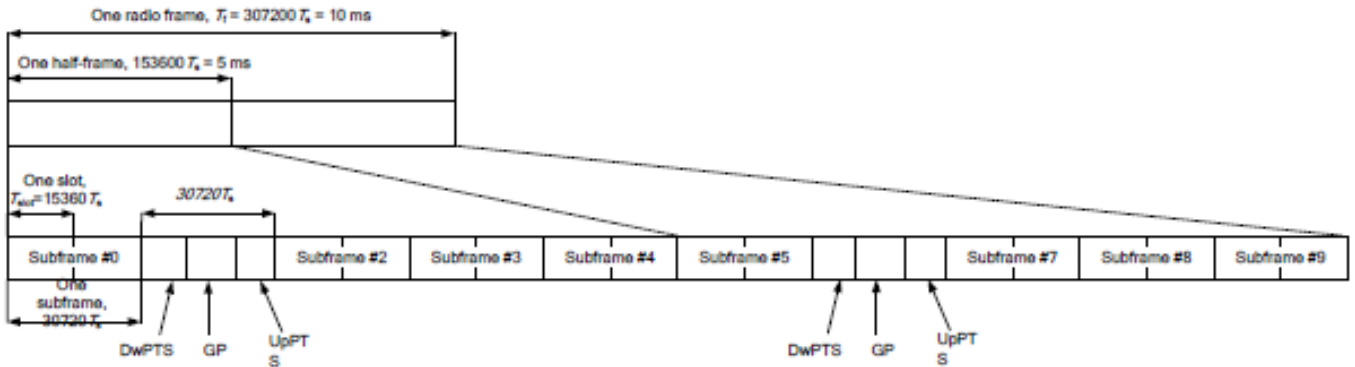 One radio frame, Tf = 307200 Ts = 10 ms
One half-frame, 153600 Ts = 5 ms
One slot,
Tslot=15360 Ts
30720Ts
Subframe #0
Subframe #2
Subframe #3
Subframe #4
Subframe #5
Subframe #7
Subframe #8
Subframe #9
One
subframe,
30720Ts
DwPTS
GP
UpPT
S
DwPTS
GP
UpPT
S